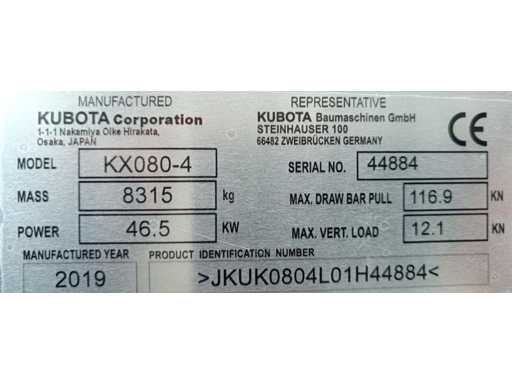 MANUFACTURED
KUBOTA Corporation
1-1-1 Nakamiya Oike Hirakata,
Osaka, JAPAN
REPRESENTATIVE
KUBOTA Baumaschinen GmbH
STEINHAUSER 100
66482 ZWEIBRÜCKEN GERMANY
CE
MODEL KX080-4
SERIAL NO. 44884
MASS 8315 kg
MAX. DRAW BAR PULL 116.9 KN
POWER 46.5 KW
MAX. VERT. LOAD 12.1 KN
MANUFACTURED YEAR
2019
PRODUCT IDENTIFICATION NUMBER
>JKUK0804L01H44884<